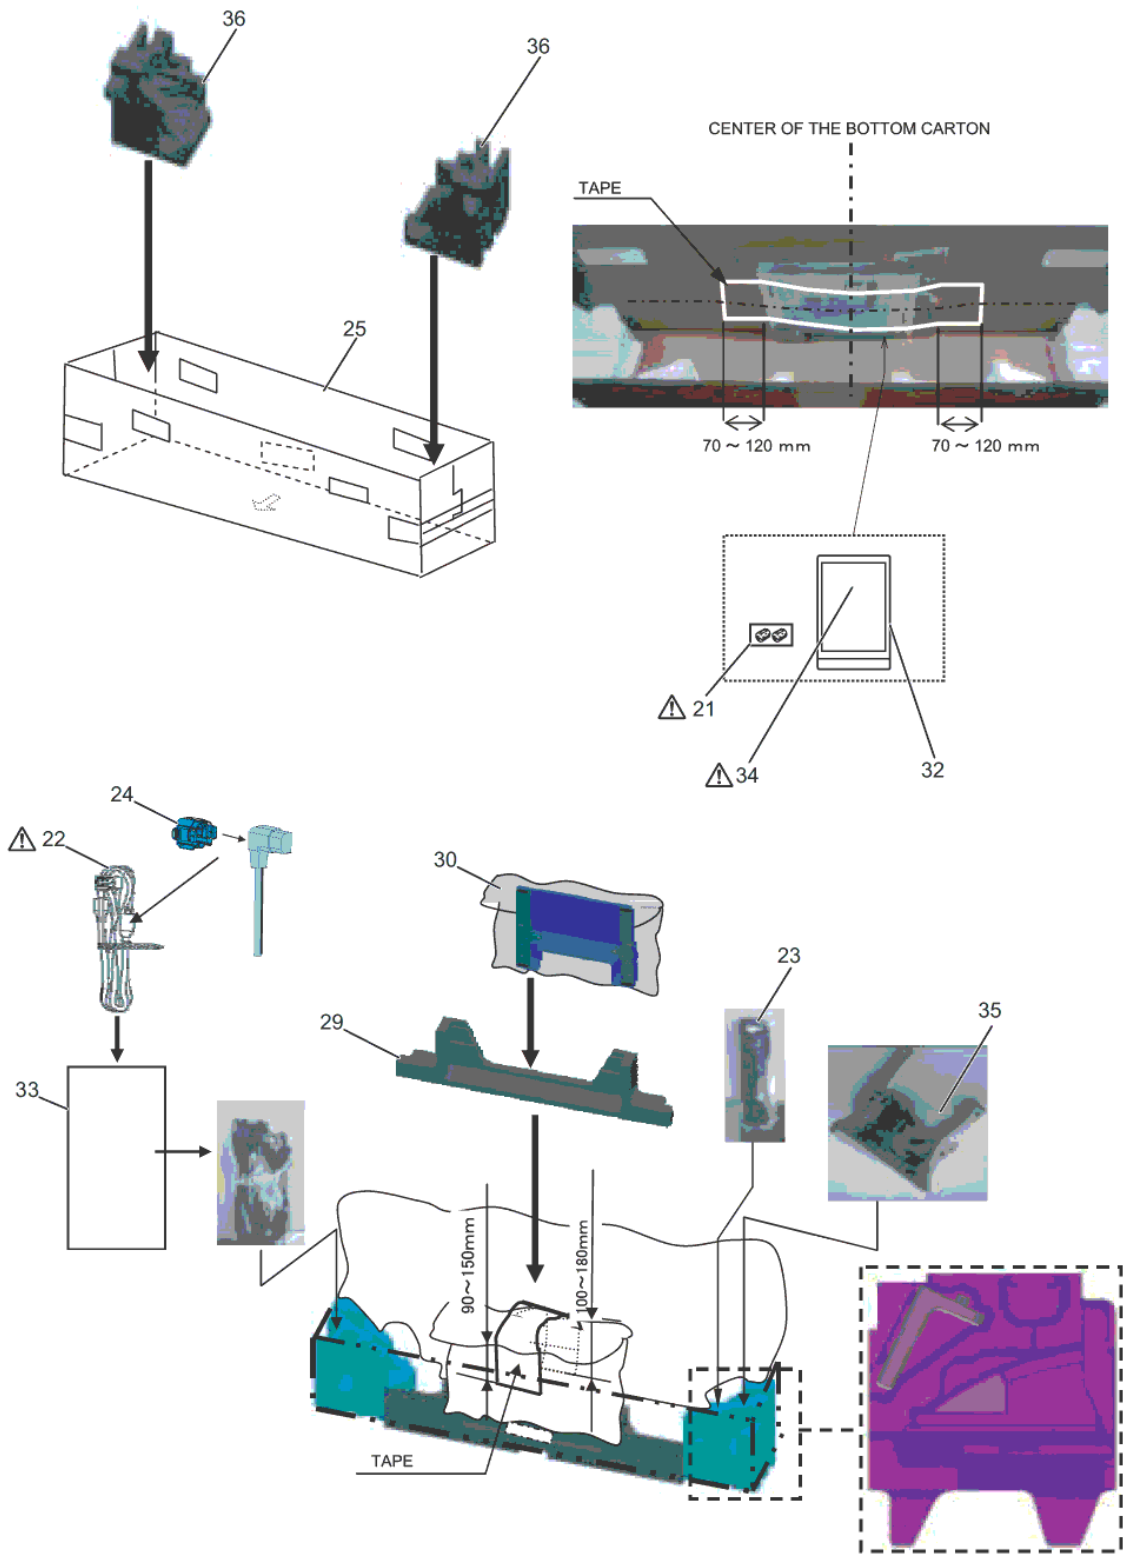 36
36
CENTER OF THE BOTTOM CARTON
TAPE
25
70 ～ 120 mm
70 ～ 120 mm
⚠ 21
⚠ 34
32
24
⚠ 22
30
23
29
35
33
90～150mm
100～180mm
TAPE